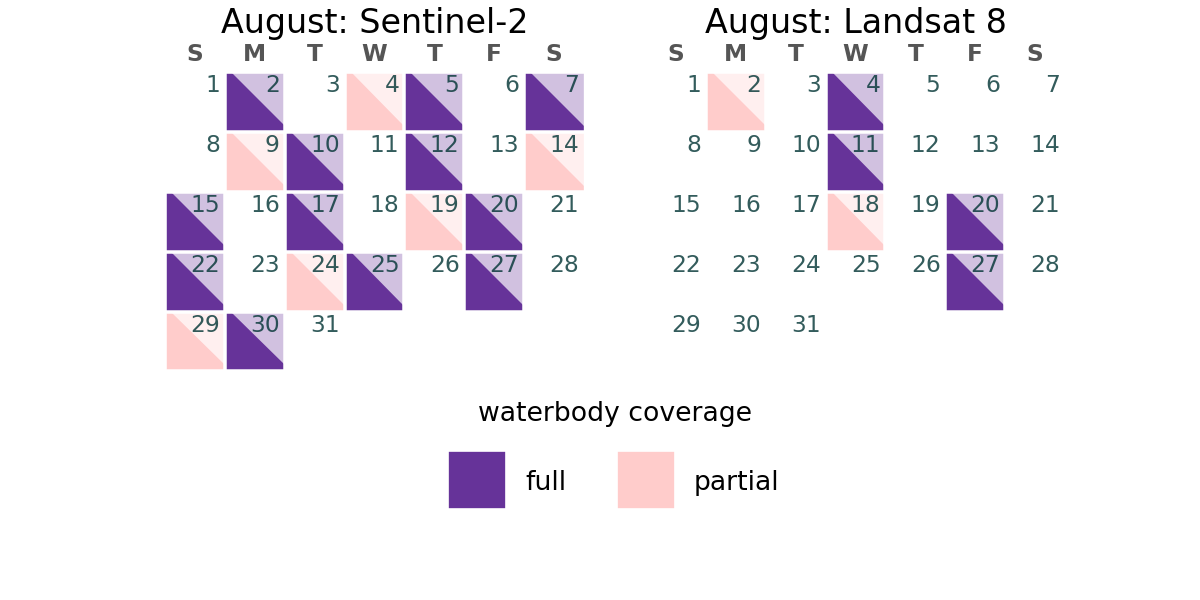 August: Sentinel-2
S M T W T F S
1 2 3 4 5 6 7
8 9 10 11 12 13 14
15 16 17 18 19 20 21
22 23 24 25 26 27 28
29 30 31
August: Landsat 8
S M T W T F S
1 2 3 4 5 6 7
8 9 10 11 12 13 14
15 16 17 18 19 20 21
22 23 24 25 26 27 28
29 30 31
waterbody coverage
full
partial